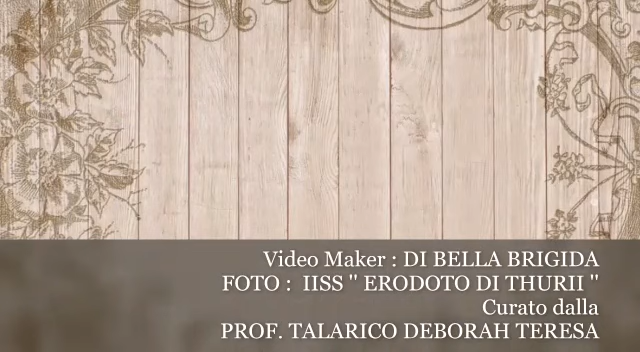 Video Maker : DI BELLA BRIGIDA
FOTO :  IISS " ERODOTO DI THURII "
Curato dalla
PROF. TALARICO DEBORAH TERESA